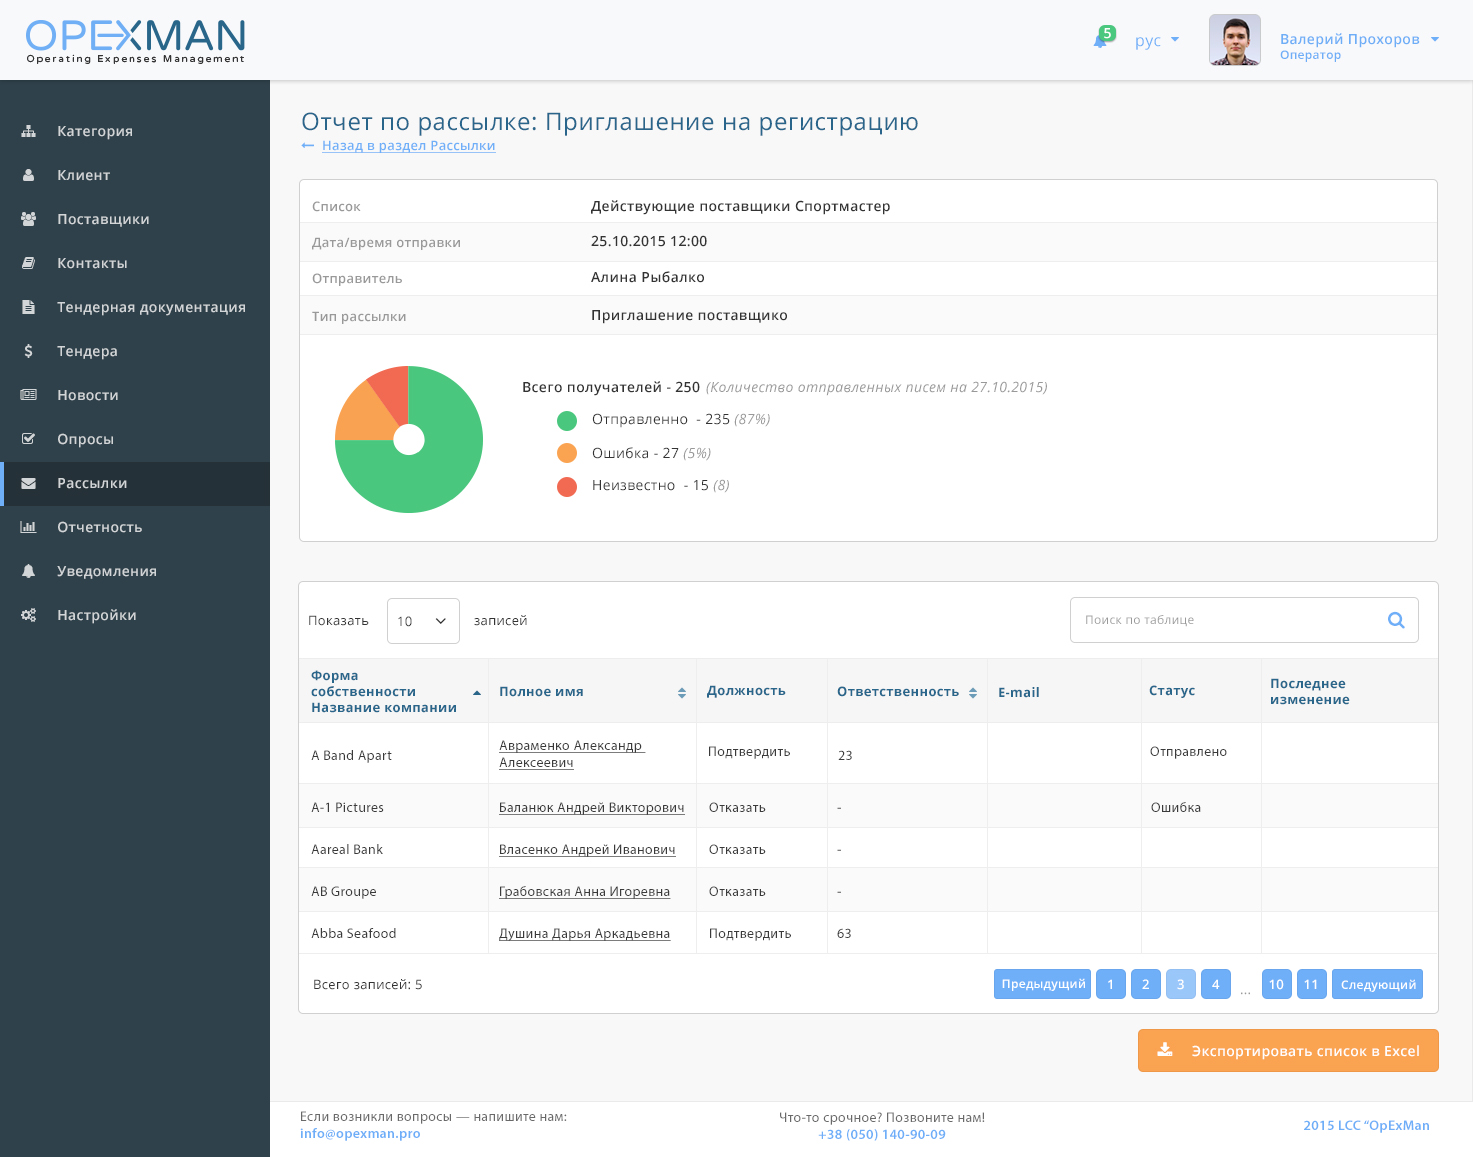 OPEXMAN
Operating Expenses Management
5
рус
Валерий Прохоров
Оператор
Категория
Клиент
Поставщики
Контакты
Тендерная документация
Тендера
Новости
Опросы
Рассылки
Отчетность
Уведомления
Настройки
Отчет по рассылке: Приглашение на регистрацию
← Назад в раздел Рассылки
Список Действующие поставщики Спортмастер
Дата/время отправки 25.10.2015 12:00
Отправитель Алина Рыбалко
Тип рассылки Приглашение поставщико
Всего получателей - 250 (Количество отправленных писем на 27.10.2015)
Отправленно - 235 (87%)
Ошибка - 27 (5%)
Неизвестно - 15 (8)
Показать 10 записей
Поиск по таблице
Форма
собственности
Название компании
Полное имя
Должность
Ответственность
E-mail
Статус
Последнее
изменение
A Band Apart
Авраменко Александр
Алексеевич
Подтвердить
23
Отправлено
A-1 Pictures Баланюк Андрей Викторович Отказать - Ошибка
Aareal Bank Власенко Андрей Иванович Отказать -
AB Groupe Грабовская Анна Игоревна Отказать -
Abba Seafood Душина Дарья Аркадьевна Подтвердить 63
Всего записей: 5
Предыдущий 1 2 3 4 ... 10 11 Следующий
Экспортировать список в Excel
Если возникли вопросы — напишите нам:
info@opexman.pro
Что-то срочное? Позвоните нам!
+38 (050) 140-90-09
2015 LCC “OpExMan